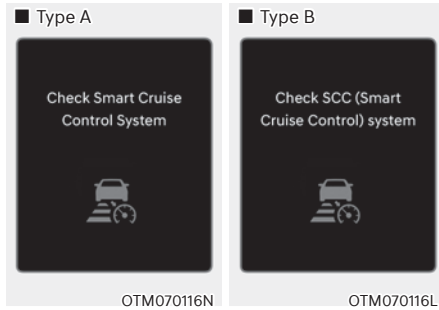 ■ Type A
Check Smart Cruise
Control System
OTM070116N
■ Type B
Check SCC (Smart
Cruise Control) system
OTM070116L